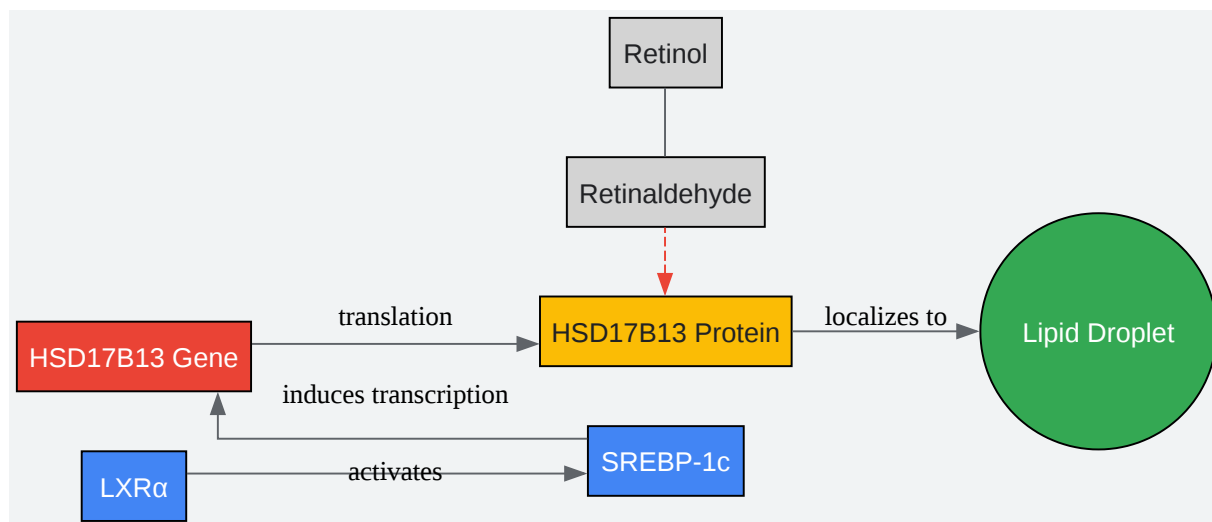 Retinol
Retinaldehyde
translation
localizes to
HSD17B13 Gene
HSD17B13 Protein
Lipid Droplet
induces transcription
LXRα
activates
SREBP-1c